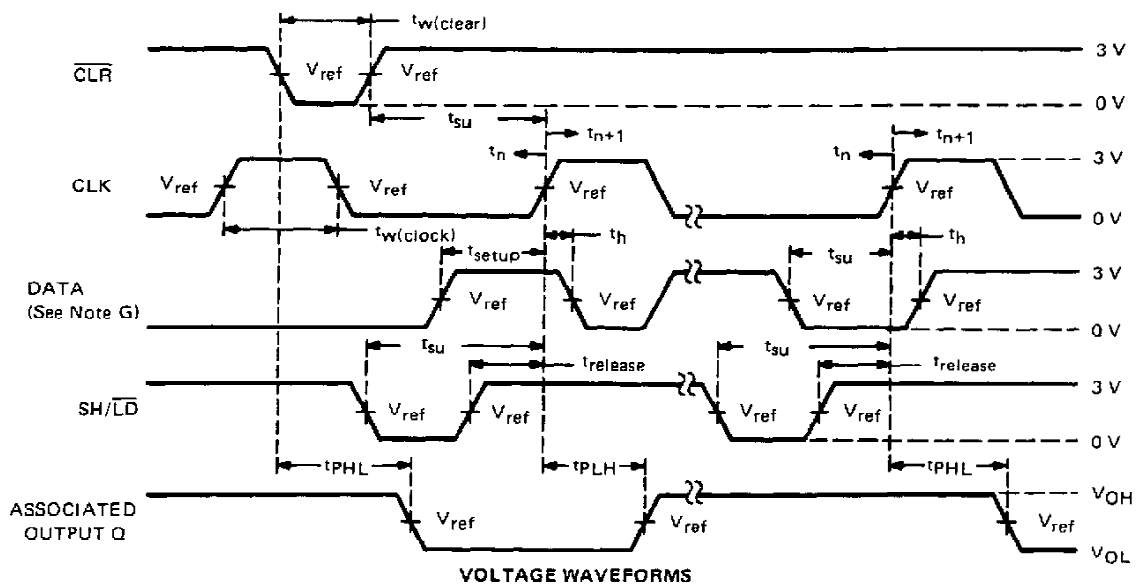 tw(clear)
CLR Vref Vref 3 V
0 V
tsu tn+1 tn+1
tn tn 3 V
CLK Vref Vref Vref Vref
0 V
tw(clock) th th
tsetup tsu
3 V
DATA Vref Vref Vref Vref
(See Note G)
0 V
tsu tsu
trelease trelease
3 V
SH/LD Vref Vref Vref Vref
0 V
tPHL tPLH tPHL
VOH
ASSOCIATED Vref Vref Vref
OUTPUT Q
VOL
VOLTAGE WAVEFORMS